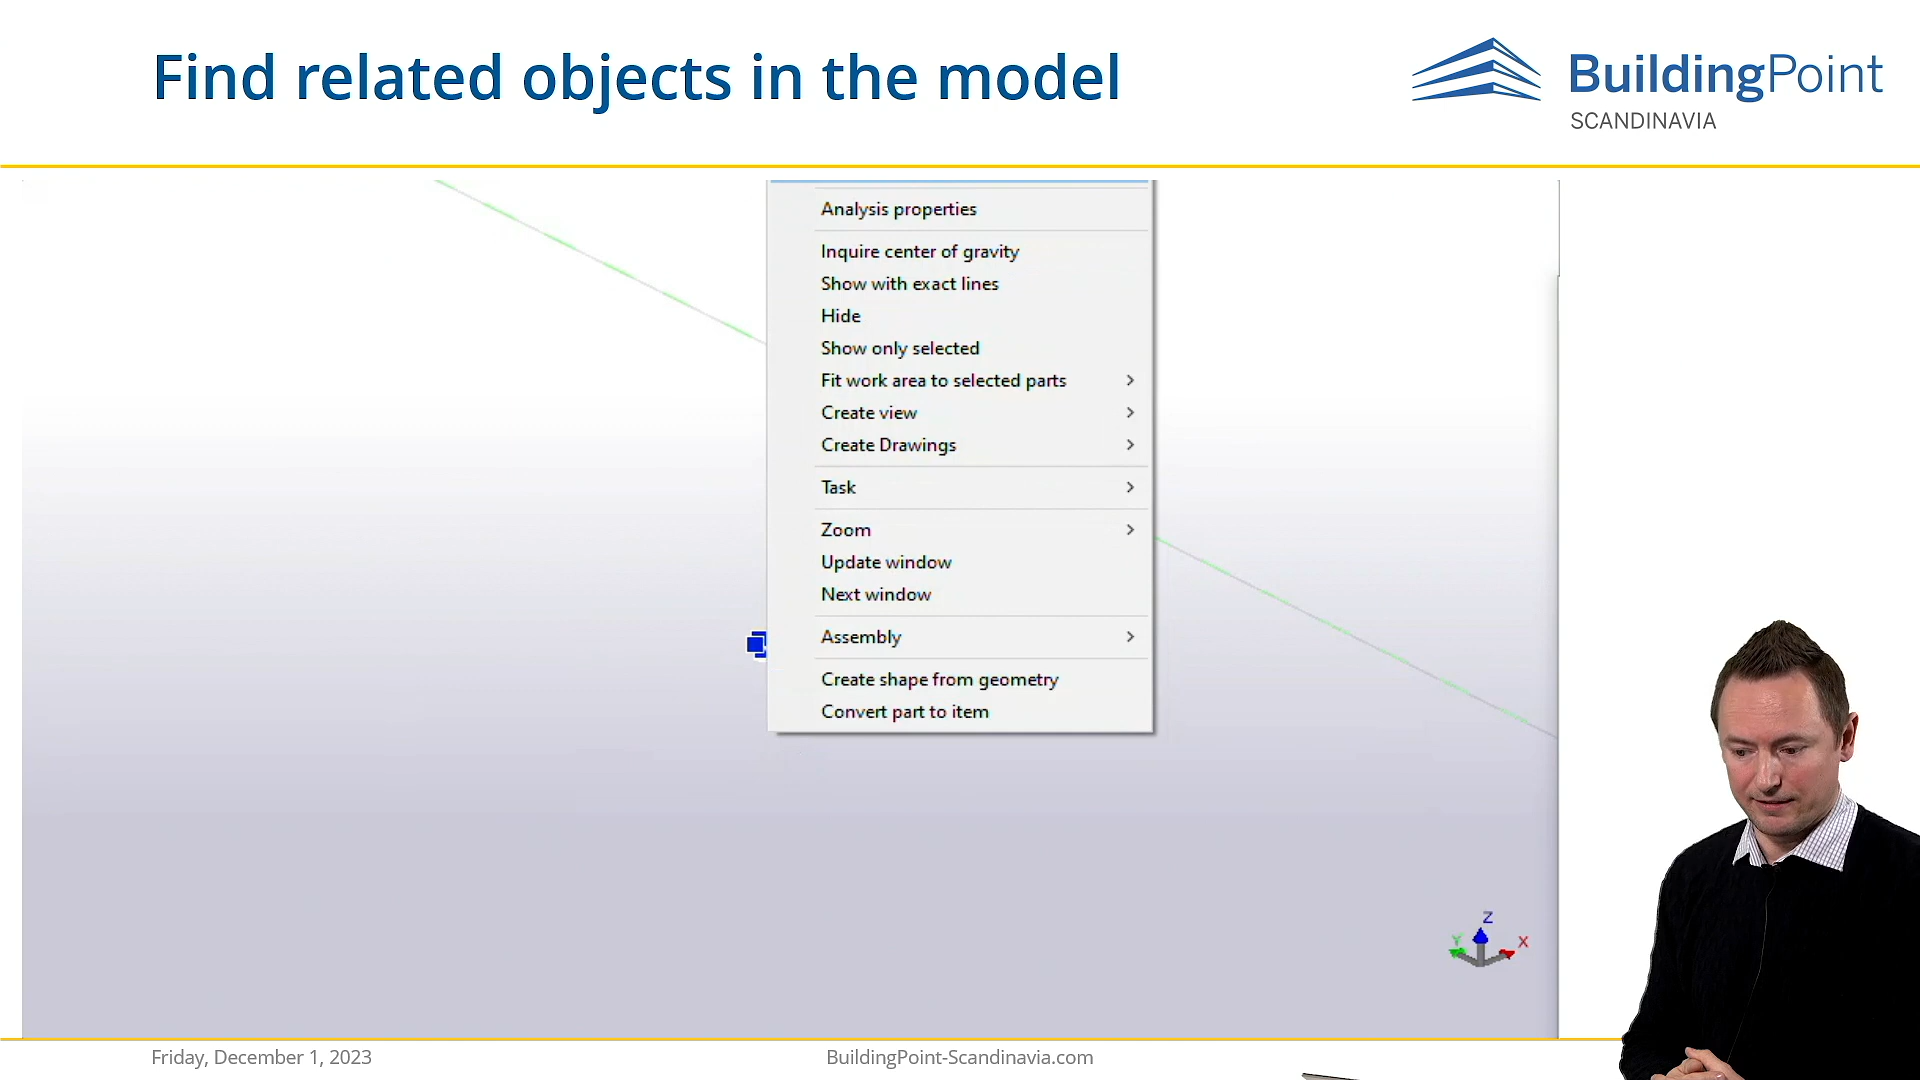 Find related objects in the model
BuildingPoint
SCANDINAVIA
Analysis properties
Inquire center of gravity
Show with exact lines
Hide
Show only selected
Fit work area to selected parts
Create view
Create Drawings
Task
Zoom
Update window
Next window
Assembly
Create shape from geometry
Convert part to item
Z
Y
X
Friday, December 1, 2023
BuildingPoint-Scandinavia.com